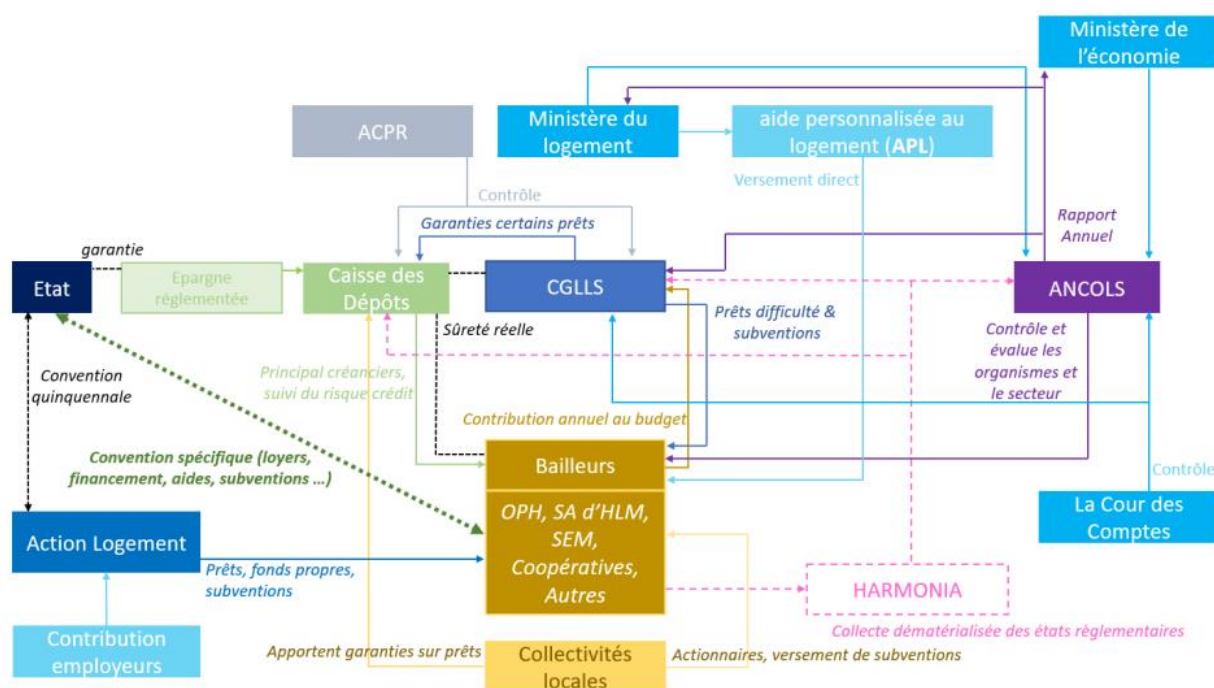 Ministère de
l'économie
ACPR
Ministère du
logement
aide personnalisée au
logement (APL)
Versement direct
Contrôle
Garanties certains prêts
Rapport
Annuel
garantie
Etat
Epargne
réglementée
Caisse des
Dépôts
CGLLS
ANCOLS
Sûreté réelle
Prêts difficulté &
subventions
Contrôle et
évalue les
organismes et
le secteur
Convention
quinquennale
Principal créanciers,
suivi du risque crédit
Contribution annuel au budget
Convention spécifique (loyers,
financement, aides, subventions ...)
Bailleurs
OPH, SA d'HLM,
SEM,
Coopératives,
Autres
Contrôle
La Cour des
Comptes
Action Logement
Prêts, fonds propres,
subventions
HARMONIA
Collecte dématérialisée des états règlementaires
Contribution
employeurs
Apportent garanties sur prêts
Collectivités
locales
Actionnaires, versement de subventions